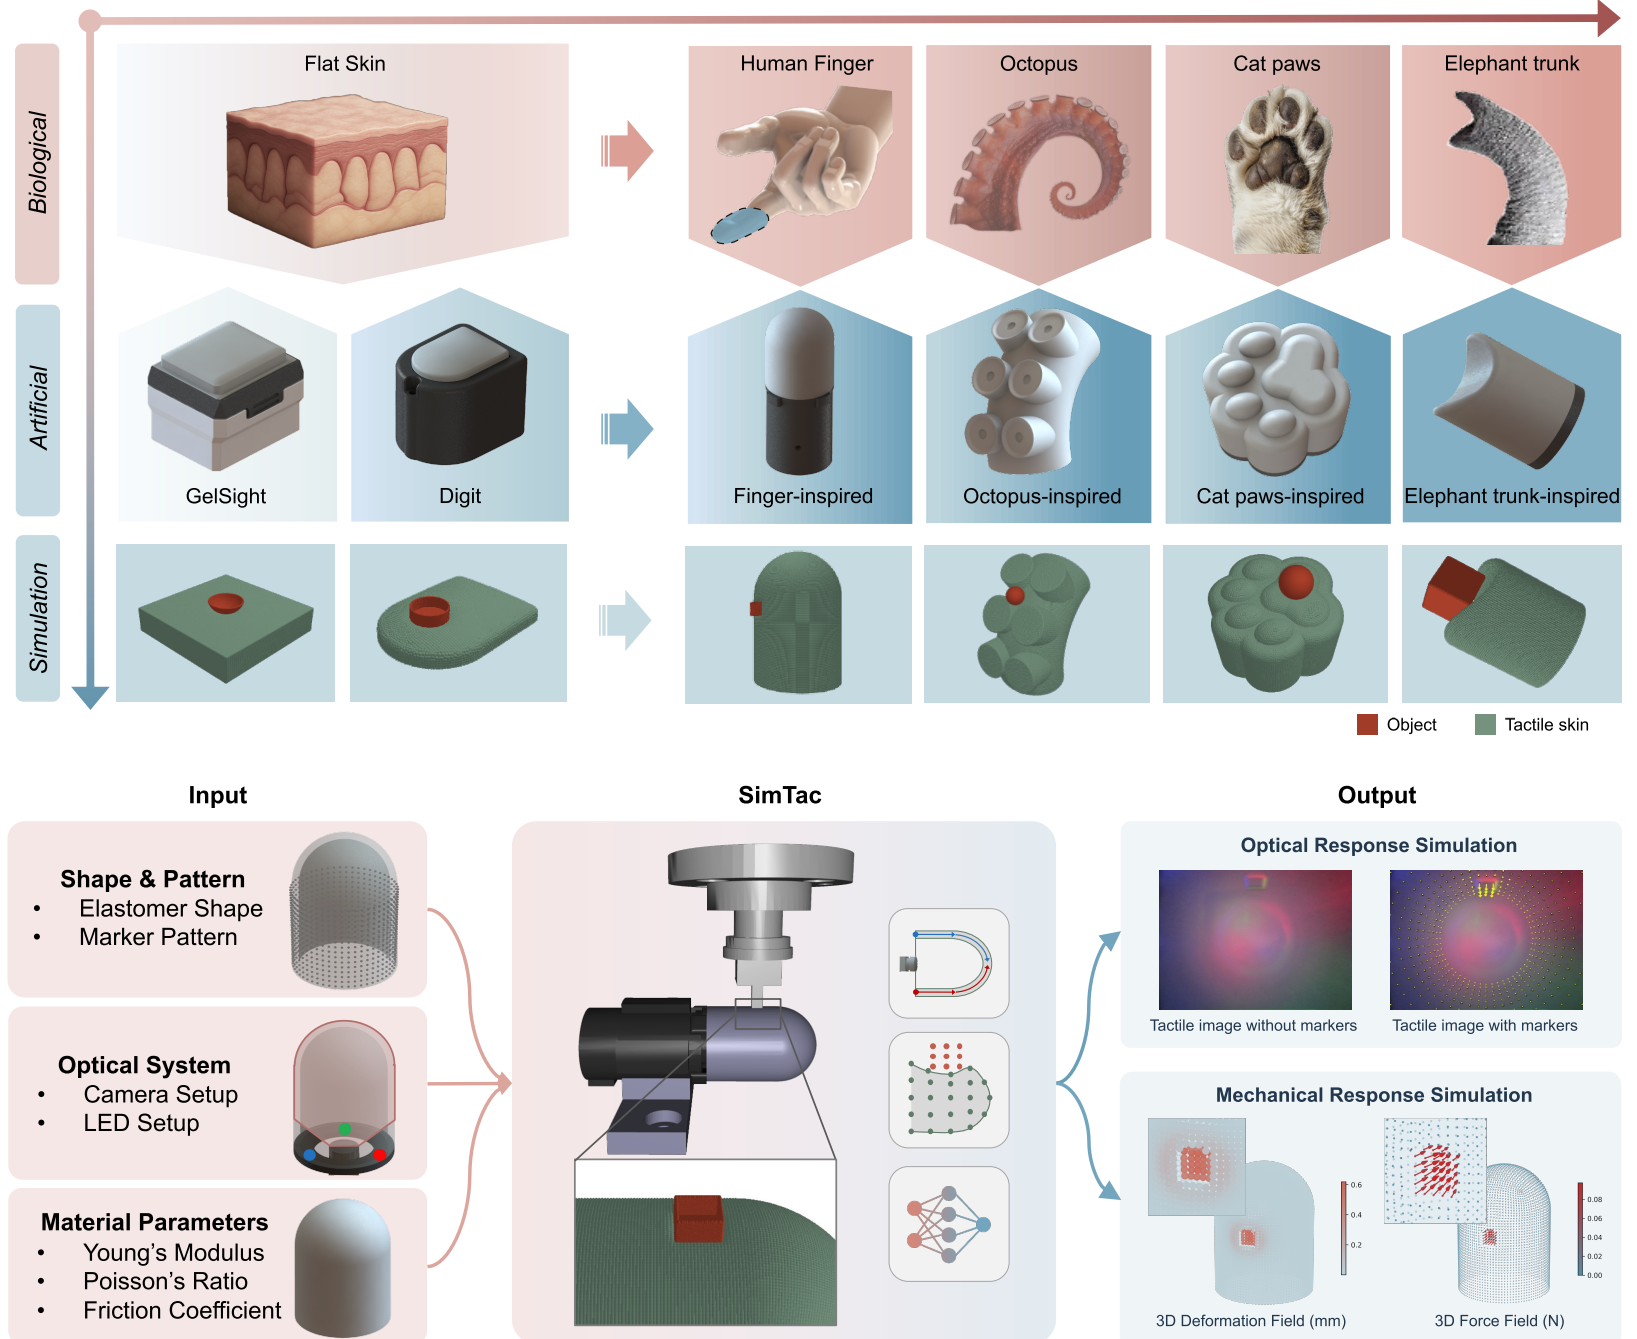 Biological
Flat Skin
Human Finger
Octopus
Cat paws
Elephant trunk
Artificial
GelSight
Digit
Finger-inspired
Octopus-inspired
Cat paws-inspired
Elephant trunk-inspired
Simulation
Object
Tactile skin
Input
Shape & Pattern
• Elastomer Shape
• Marker Pattern
Optical System
• Camera Setup
• LED Setup
Material Parameters
• Young's Modulus
• Poisson's Ratio
• Friction Coefficient
SimTac
Output
Optical Response Simulation
Tactile image without markers
Tactile image with markers
Mechanical Response Simulation
0.6
0.4
0.2
3D Deformation Field (mm)
0.08
0.06
0.04
0.02
0.00
3D Force Field (N)